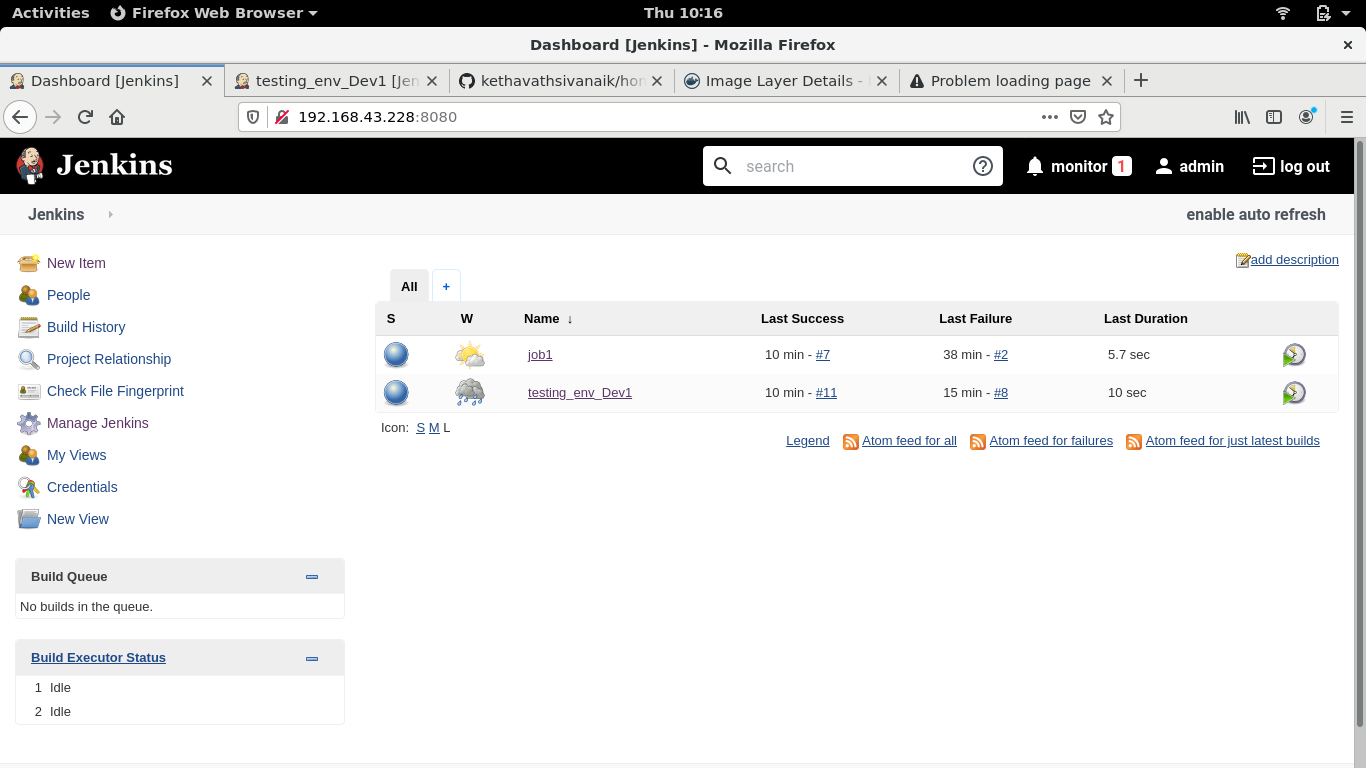 Activities Firefox Web Browser Thu 10:16
Dashboard [Jenkins] - Mozilla Firefox
Dashboard [Jenkins] testing_env_Dev1 [Jen kethavathsivanaik/hor Image Layer Details - Problem loading page
192.168.43.228:8080
Jenkins search monitor 1 admin log out
Jenkins enable auto refresh
add description
New Item
People
Build History
Project Relationship
Check File Fingerprint
Manage Jenkins
My Views
Credentials
New View
Build Queue
No builds in the queue.
Build Executor Status
1 Idle
2 Idle
All +
S W Name ↓ Last Success Last Failure Last Duration
job1 10 min - #7 38 min - #2 5.7 sec
testing_env_Dev1 10 min - #11 15 min - #8 10 sec
Icon: S M L
Legend Atom feed for all Atom feed for failures Atom feed for just latest builds